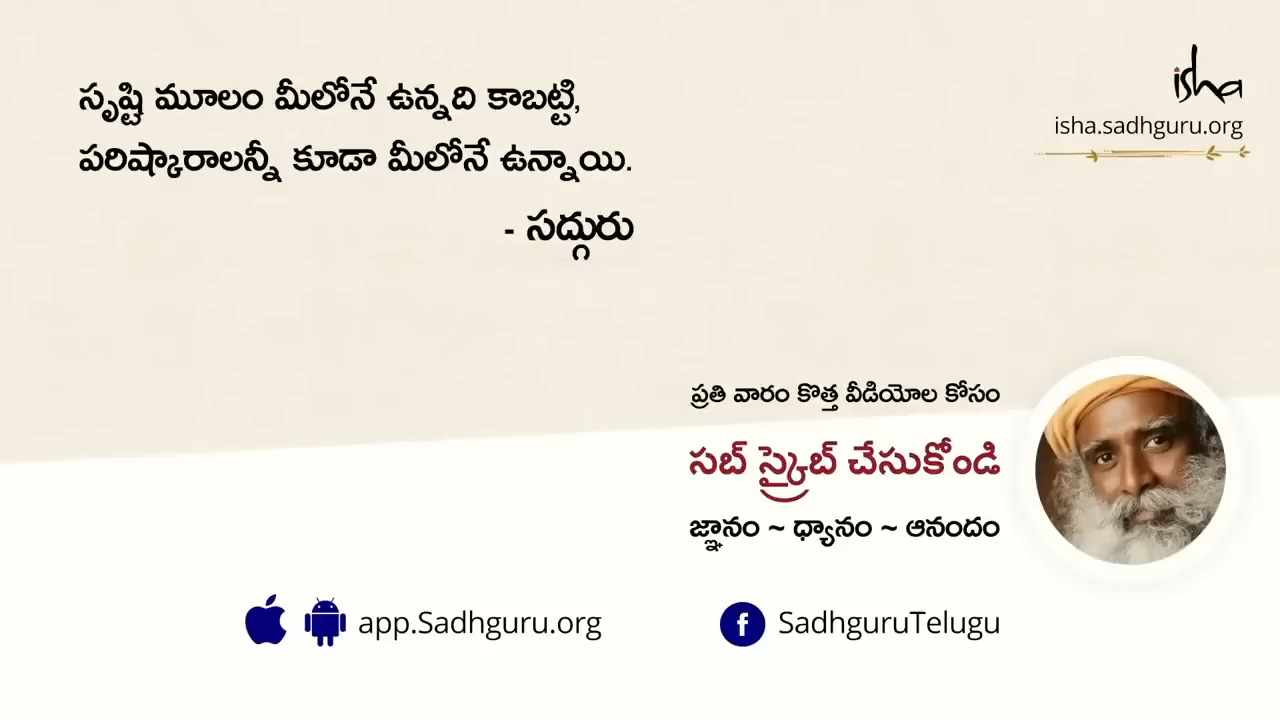 సృష్టి మూలం మీలోనే ఉన్నది కాబట్టి,
పరిష్కారాలన్నీ కూడా మీలోనే ఉన్నాయి.
- సద్గురు
isha
isha.sadhguru.org
ప్రతి వారం కొత్త వీడియోల కోసం
సబ్ స్క్రైబ్ చేసుకోండి
జ్ఞానం ~ ధ్యానం ~ ఆనందం
app.Sadhguru.org
f SadhguruTelugu